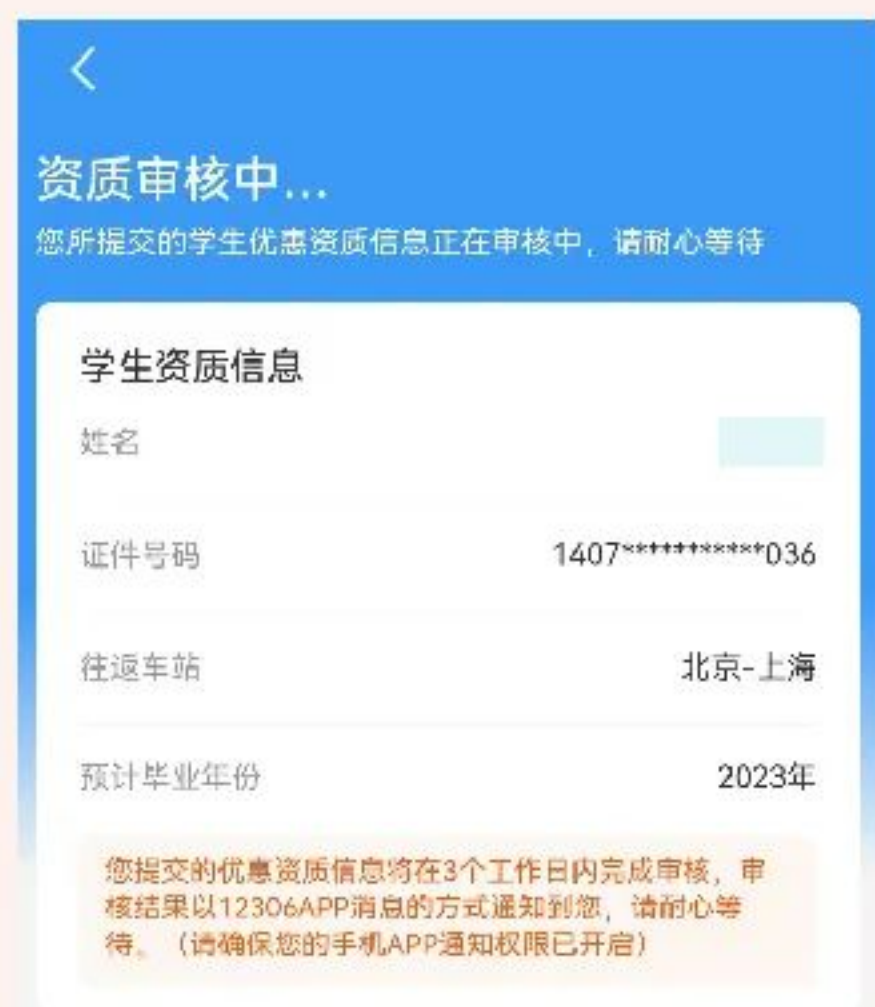 资质审核中...
您所提交的学生优惠资质信息正在审核中，请耐心等待
学生资质信息
姓名
证件号码 1407***********036
往返车站 北京-上海
预计毕业年份 2023年
您提交的优惠资质信息将在3个工作日内完成审核，审
核结果以12306APP消息的方式通知到您，请耐心等
待。（请确保您的手机APP通知权限已开启）